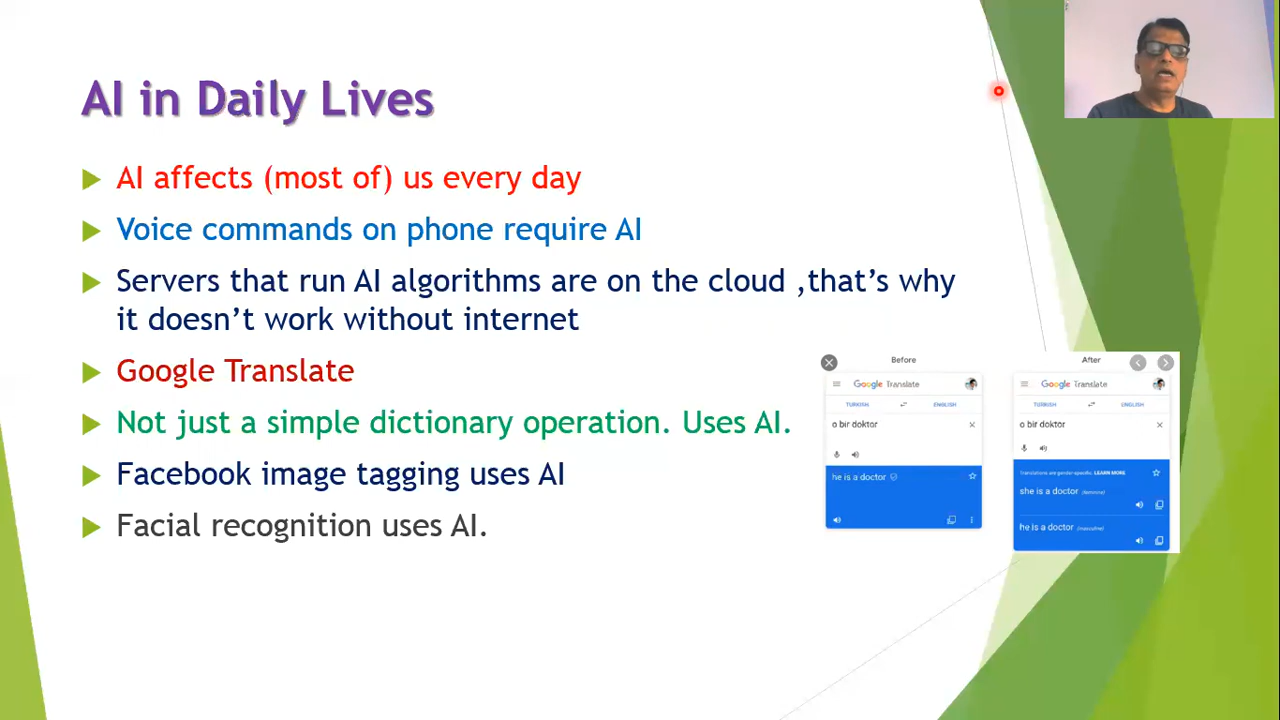 AI in Daily Lives
AI affects (most of) us every day
Voice commands on phone require AI
Servers that run AI algorithms are on the cloud ,that's why
it doesn't work without internet
Google Translate
Not just a simple dictionary operation. Uses AI.
Facebook image tagging uses AI
Facial recognition uses AI.
Before
Google Translate
TURKISH ENGLISH
o bir doktor
he is a doctor
After
Google Translate
TURKISH ENGLISH
o bir doktor
Translations are gender-specific. LEARN MORE
she is a doctor (feminine)
he is a doctor (masculine)